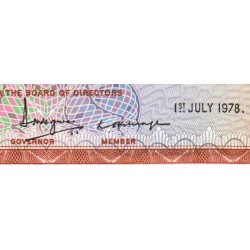 THE BOARD OF DIRECTORS
1ST JULY 1978.
GOVERNOR MEMBER